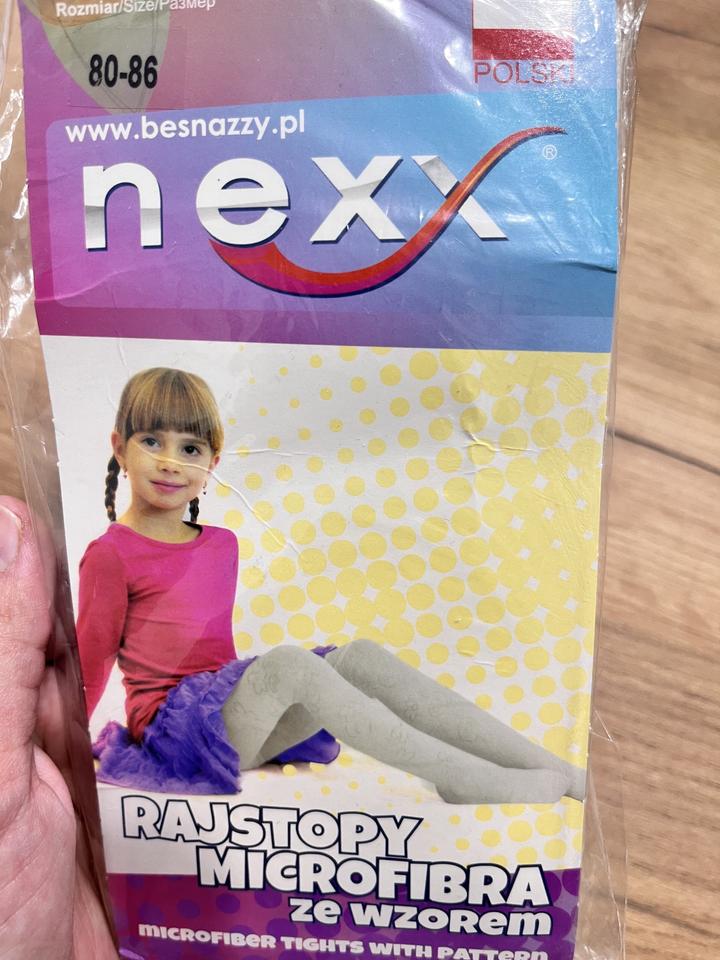 Rozmiar/Size/Размер
80-86
POLSKI
www.besnazzy.pl
nexx®
RAJSTOPY
MICROFIBRA
ze wzorem
MICROFIBER TIGHTS WITH PATTERN